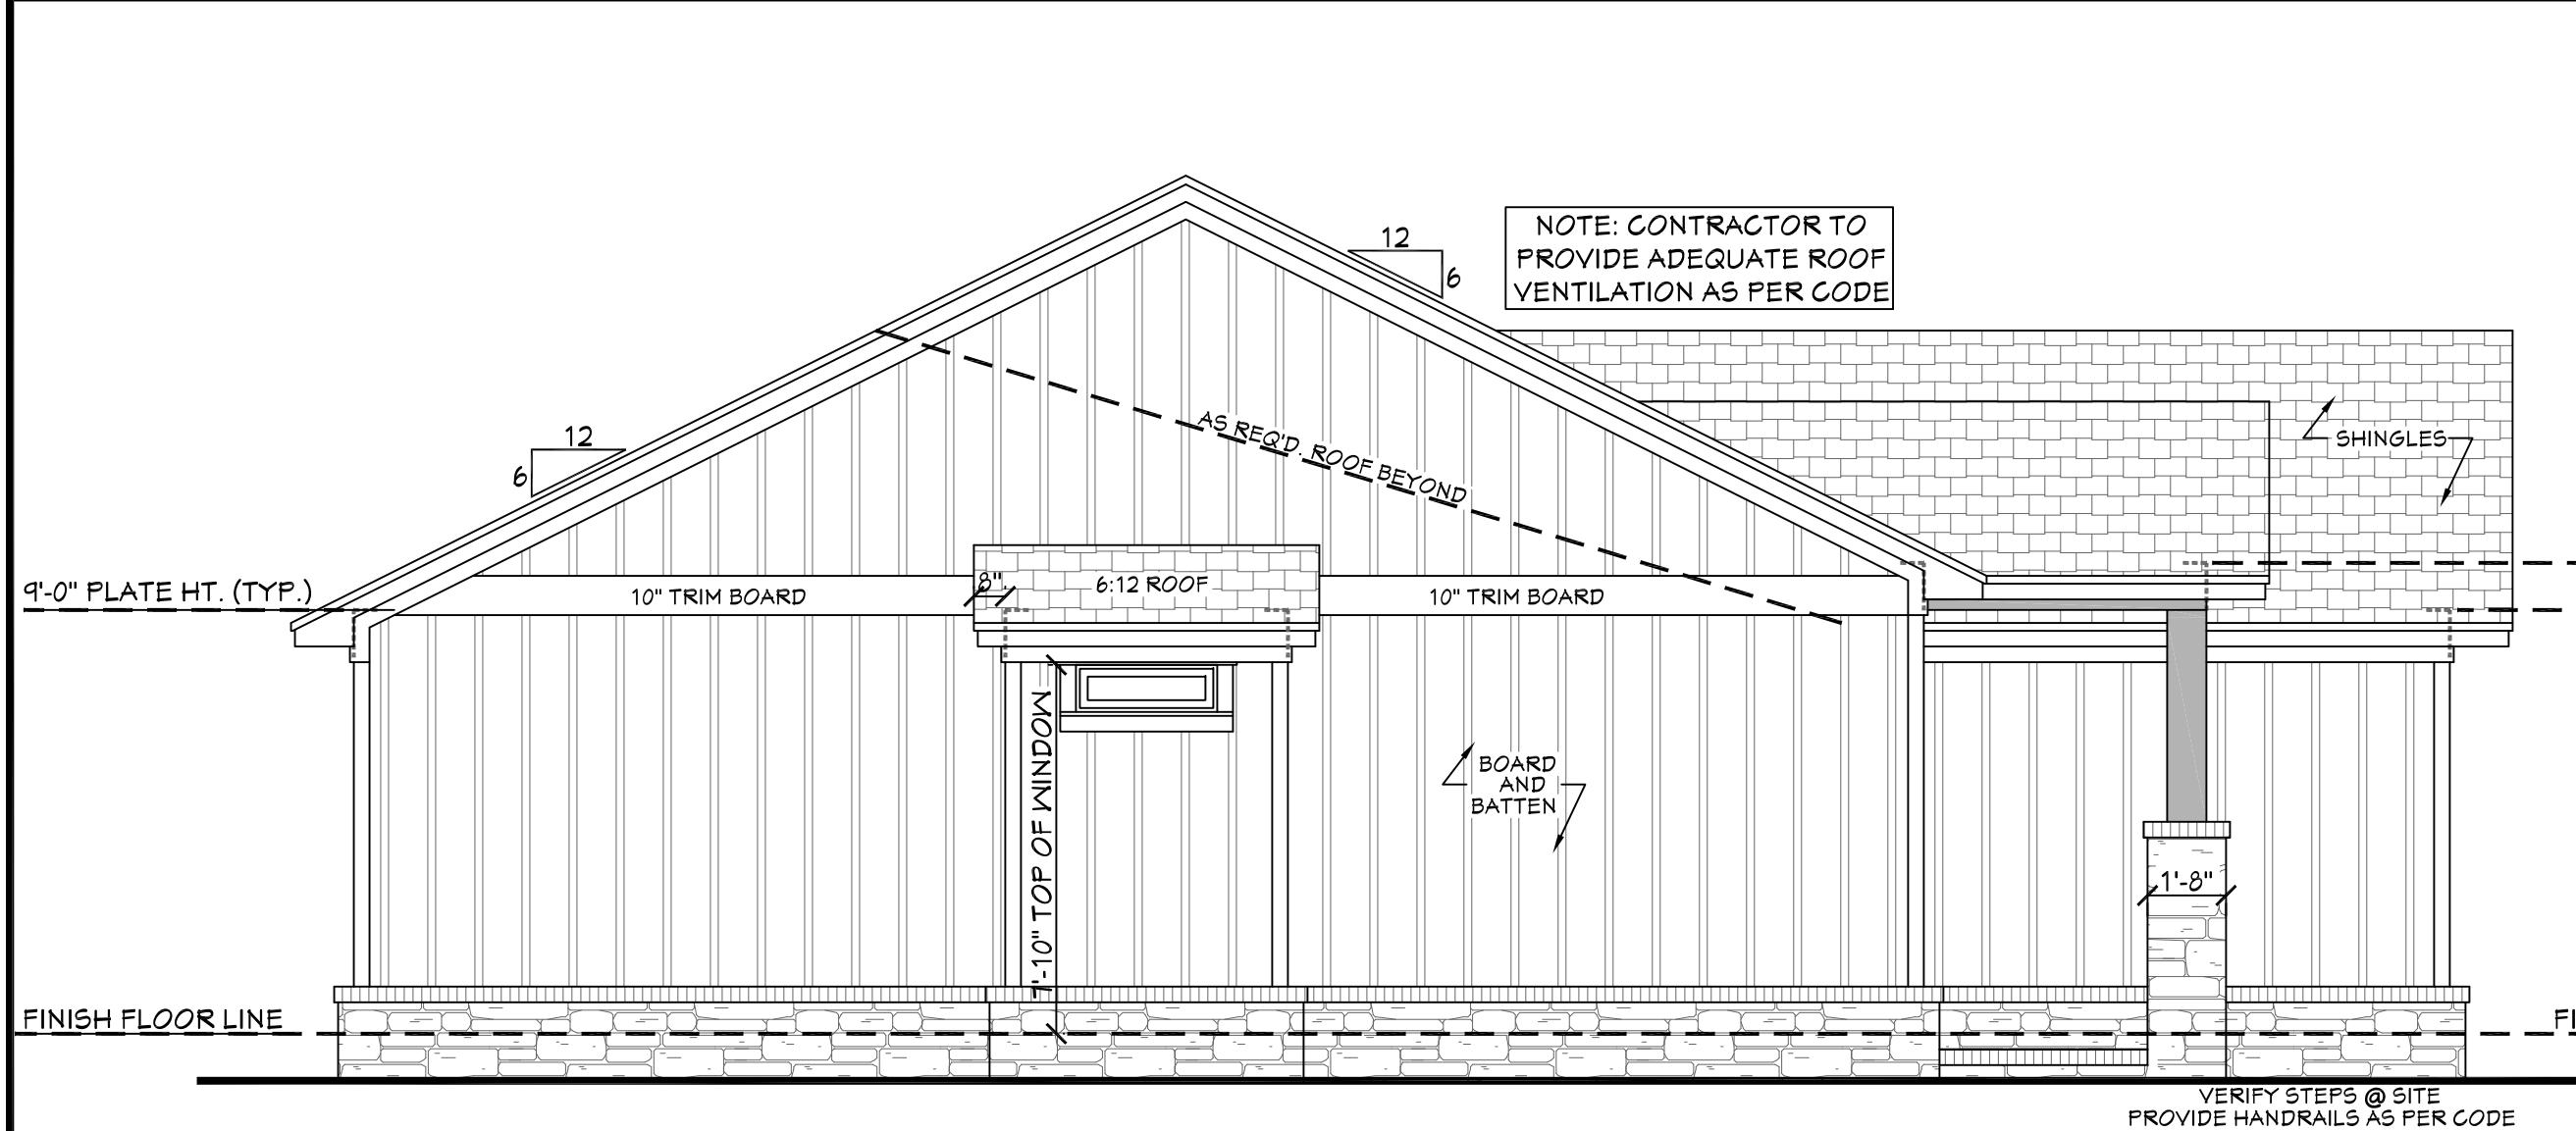 NOTE: CONTRACTOR TO
PROVIDE ADEQUATE ROOF
VENTILATION AS PER CODE
12
6
12
6
AS REQ'D. ROOF BEYOND
SHINGLES
9'-0" PLATE HT. (TYP.)
10" TRIM BOARD
8"
6:12 ROOF
10" TRIM BOARD
7'-10" TOP OF WINDOW
BOARD
AND
BATTEN
1'-8"
FINISH FLOOR LINE
FI
VERIFY STEPS @ SITE
PROVIDE HANDRAILS AS PER CODE